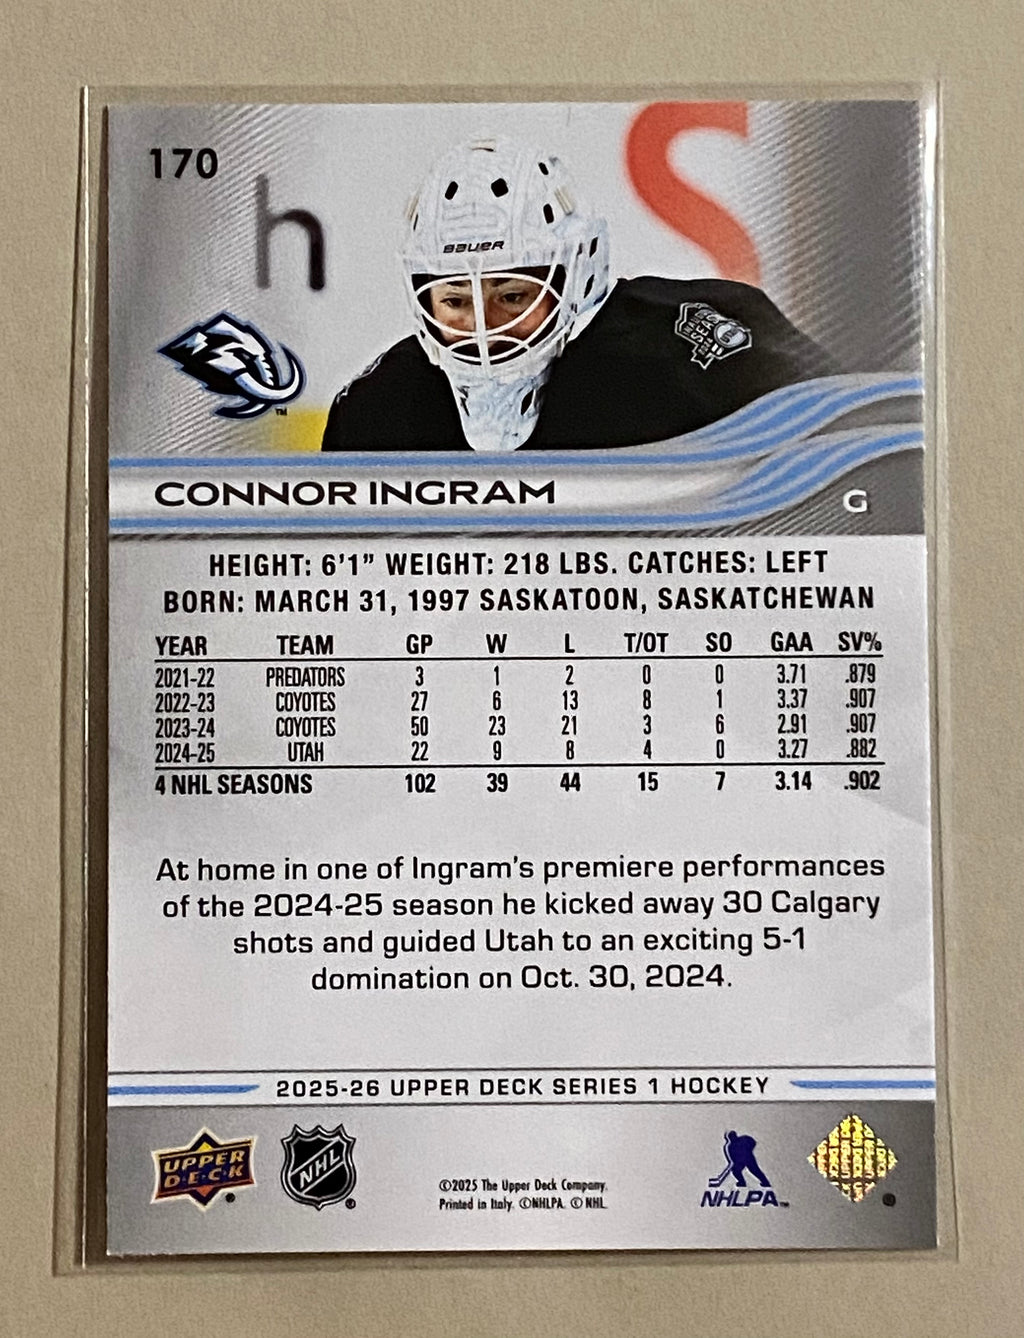 170
h
S
BAUER
TM
CONNOR INGRAM
G
HEIGHT: 6'1” WEIGHT: 218 LBS. CATCHES: LEFT
BORN: MARCH 31, 1997 SASKATOON, SASKATCHEWAN
YEAR TEAM GP W L T/OT SO GAA SV%
2021-22 PREDATORS 3 1 2 0 0 3.71 .879
2022-23 COYOTES 27 6 13 8 1 3.37 .907
2023-24 COYOTES 50 23 21 3 6 2.91 .907
2024-25 UTAH 22 9 8 4 0 3.27 .882
4 NHL SEASONS 102 39 44 15 7 3.14 .902
At home in one of Ingram's premiere performances
of the 2024-25 season he kicked away 30 Calgary
shots and guided Utah to an exciting 5-1
domination on Oct. 30, 2024.
2025-26 UPPER DECK SERIES 1 HOCKEY
UPPER
D·E·C·K
®
NHL
®
©2025 The Upper Deck Company.
Printed in Italy. ©NHLPA. © NHL.
NHLPA™
®